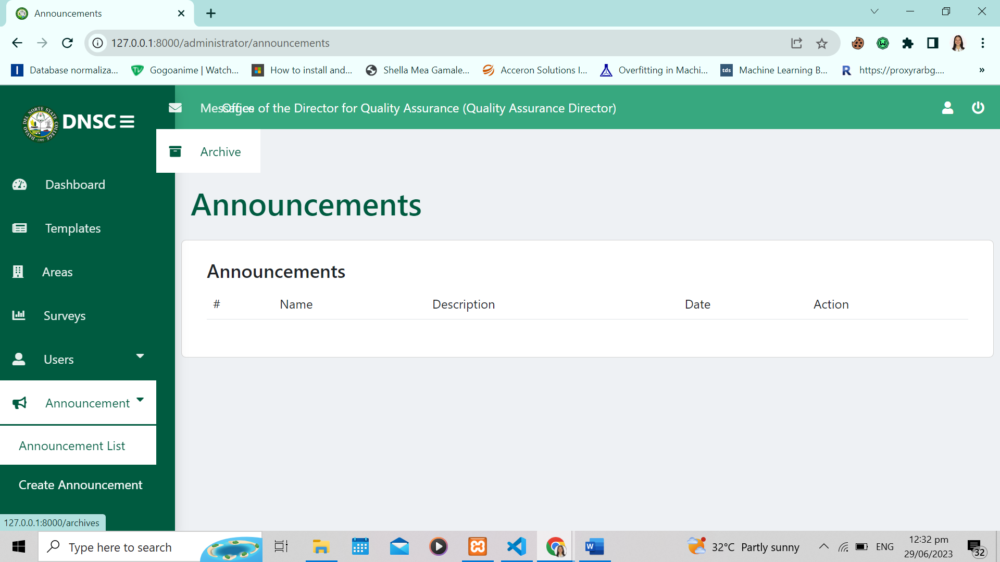 Announcements
127.0.0.1:8000/administrator/announcements
Database normaliza... Gogoanime | Watch... How to install and... Shella Mea Gamale... Acceron Solutions I... Overfitting in Machi... tds Machine Learning B... R https://proxyrarbg.... »
DNSC
Messages Office of the Director for Quality Assurance (Quality Assurance Director)
Archive
Dashboard
Templates
Areas
Surveys
Users
Announcement
Announcement List
Create Announcement
Announcements
Announcements
# Name Description Date Action
127.0.0.1:8000/archives
Type here to search
32°C Partly sunny
ENG
12:32 pm
29/06/2023
32